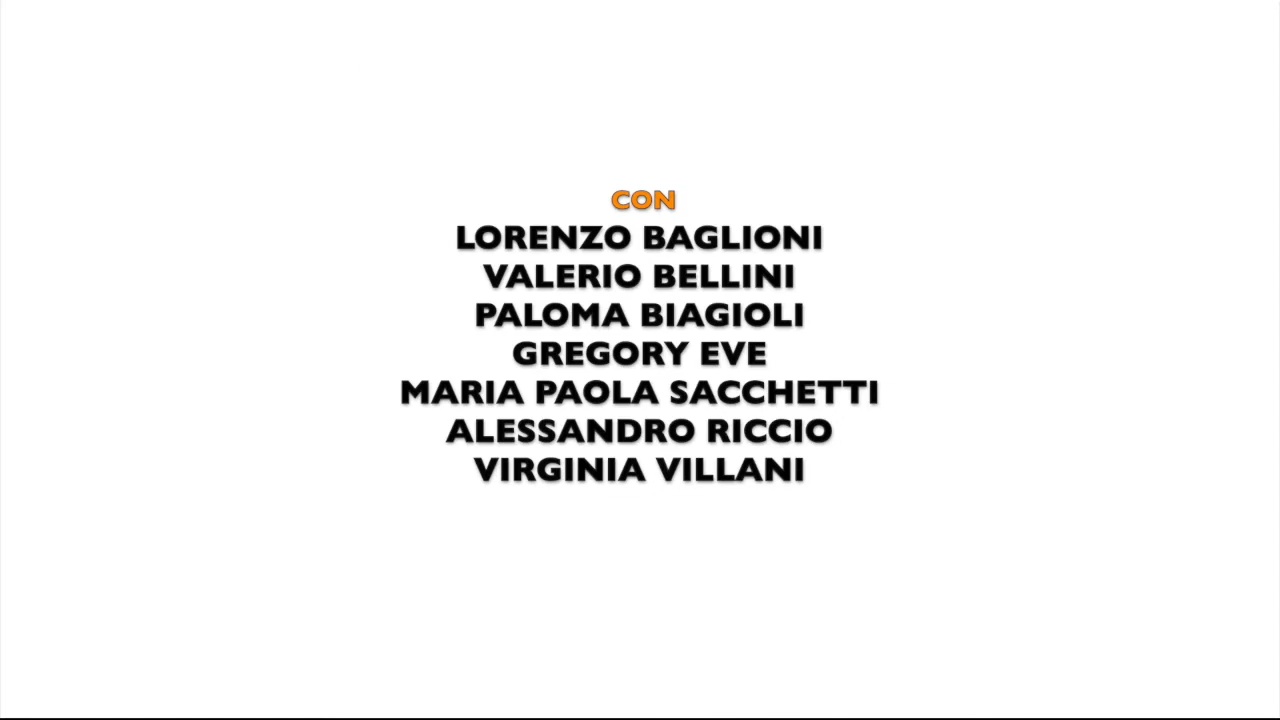 CON
LORENZO BAGLIONI
VALERIO BELLINI
PALOMA BIAGIOLI
GREGORY EVE
MARIA PAOLA SACCHETTI
ALESSANDRO RICCIO
VIRGINIA VILLANI